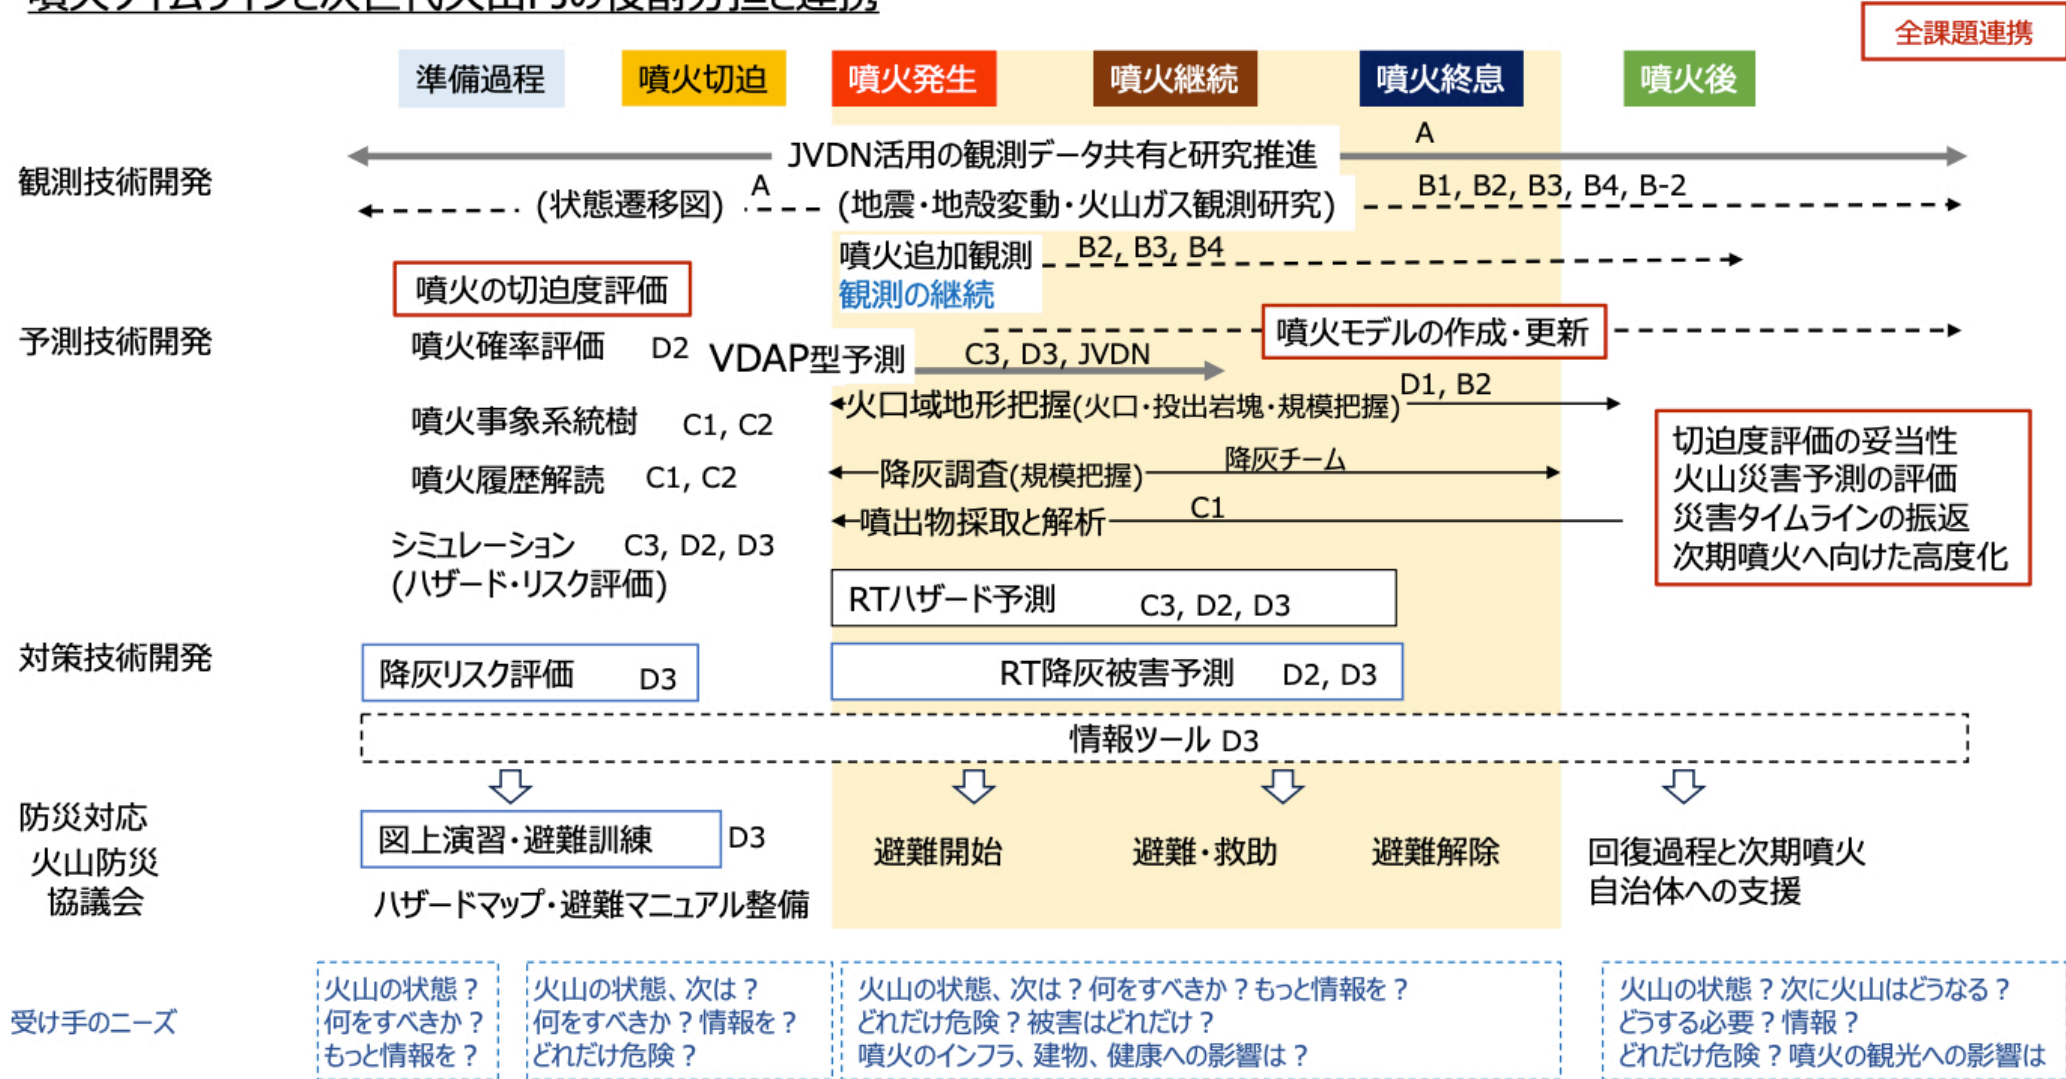 噴火タイムラインと次世代火山PJの役割分担と連携
全課題連携
準備過程
噴火切迫
噴火発生
噴火継続
噴火終息
噴火後
観測技術開発
JVDN活用の観測データ共有と研究推進
A
(状態遷移図)
A
(地震・地殻変動・火山ガス観測研究)
B1, B2, B3, B4, B-2
噴火追加観測
B2, B3, B4
観測の継続
予測技術開発
噴火の切迫度評価
噴火確率評価 D2
VDAP型予測
C3, D3, JVDN
噴火モデルの作成・更新
火口域地形把握(火口・投出岩塊・規模把握)
D1, B2
噴火事象系統樹 C1, C2
噴火履歴解読 C1, C2
降灰調査(規模把握)
降灰チーム
噴出物採取と解析
C1
シミュレーション C3, D2, D3
(ハザード・リスク評価)
切迫度評価の妥当性
火山災害予測の評価
災害タイムラインの振返
次期噴火へ向けた高度化
RTハザード予測 C3, D2, D3
対策技術開発
降灰リスク評価 D3
RT降灰被害予測 D2, D3
情報ツール D3
防災対応
火山防災
協議会
図上演習・避難訓練 D3
ハザードマップ・避難マニュアル整備
避難開始
避難・救助
避難解除
回復過程と次期噴火
自治体への支援
受け手のニーズ
火山の状態？
何をすべきか？
もっと情報を？
火山の状態、次は？
何をすべきか？情報を？
どれだけ危険？
火山の状態、次は？何をすべきか？もっと情報を？
どれだけ危険？被害はどれだけ？
噴火のインフラ、建物、健康への影響は？
火山の状態？次に火山はどうなる？
どうする必要？情報？
どれだけ危険？噴火の観光への影響は